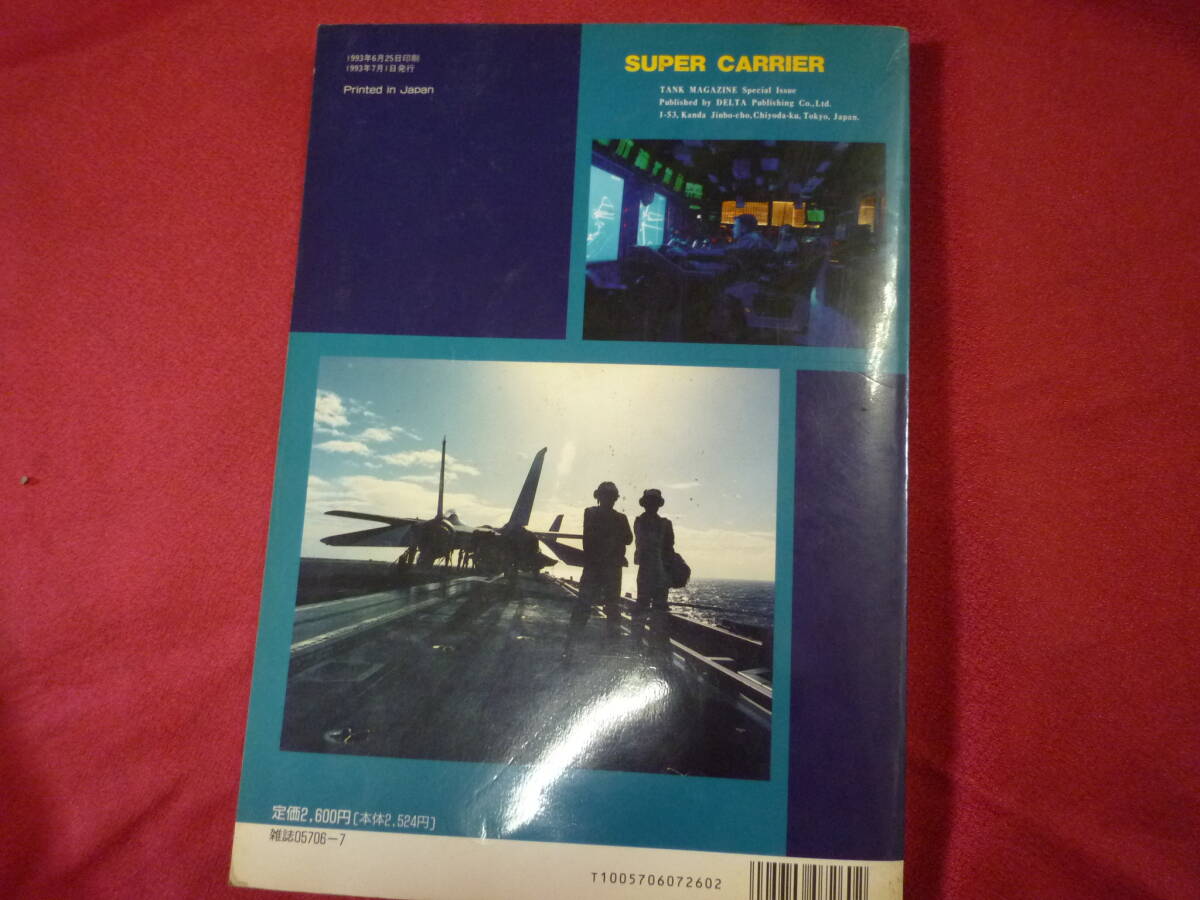 1993年6月25日印刷
1993年7月1日発行
Printed in Japan
SUPER CARRIER
TANK MAGAZINE Special Issue
Published by DELTA Publishing Co.,Ltd.
1-53, Kanda Jinbo-cho, Chiyoda-ku, Tokyo, Japan.
定価2,600円[本体2,524円]
雑誌05706-7
T1005706072602